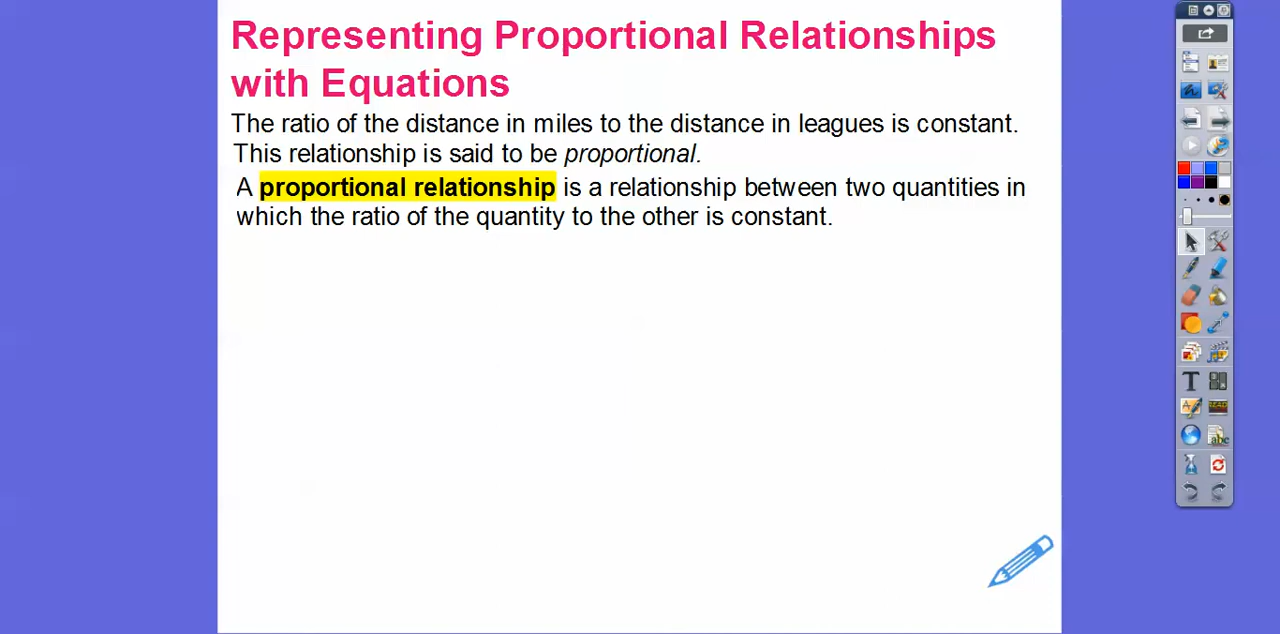 Representing Proportional Relationships
with Equations
The ratio of the distance in miles to the distance in leagues is constant.
This relationship is said to be proportional.
A proportional relationship is a relationship between two quantities in
which the ratio of the quantity to the other is constant.